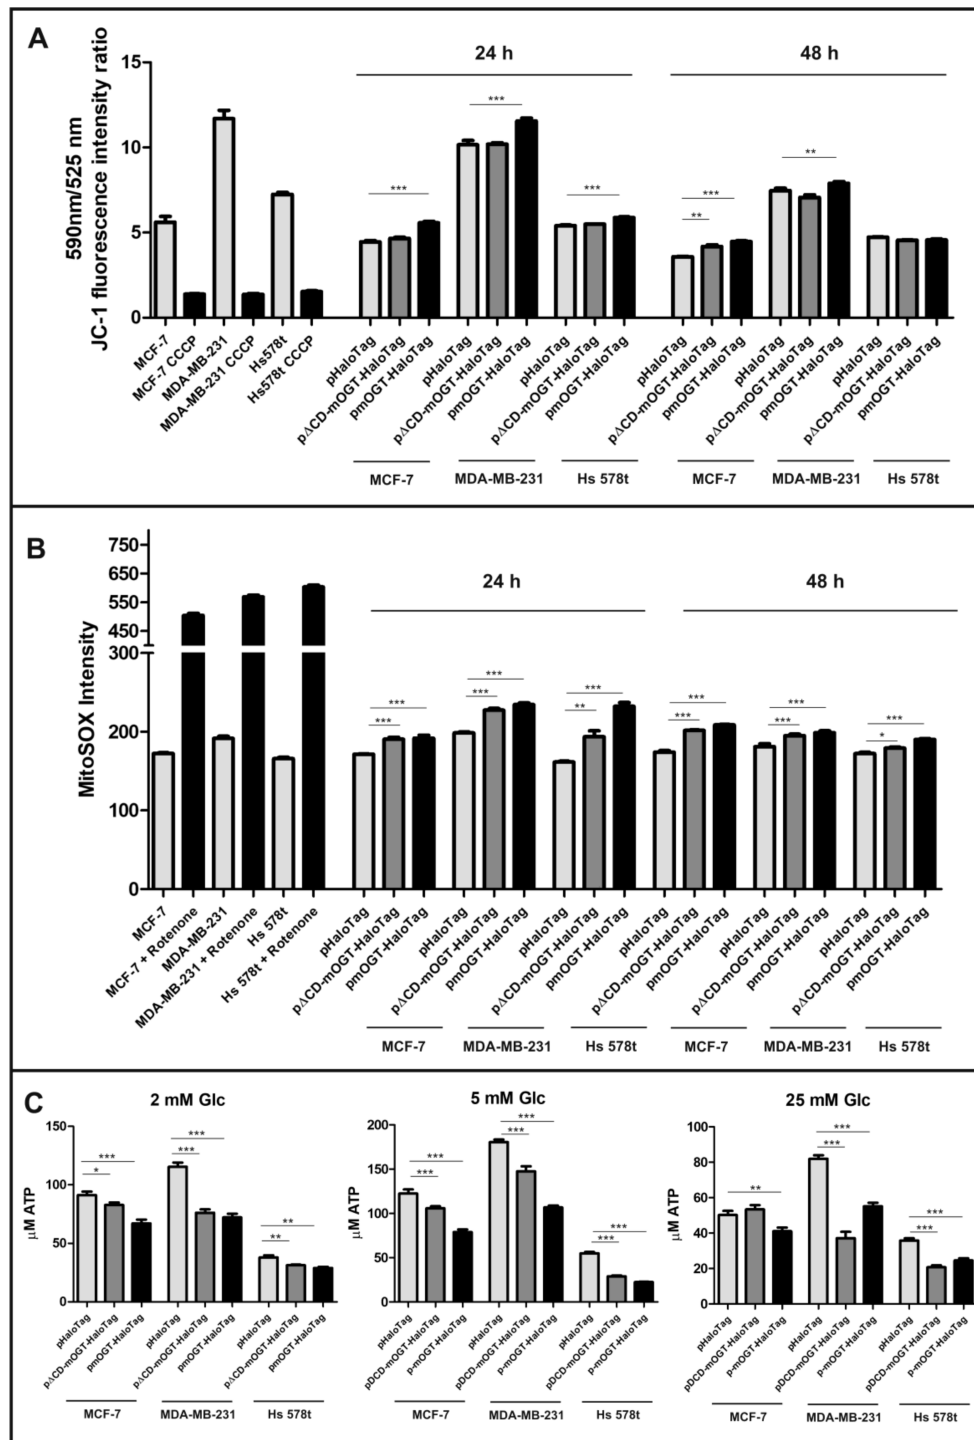 A
590nm/525 nm
JC-1 fluorescence intensity ratio
15
10
5
0
24 h
48 h
***
***
***
***
**
**
MCF-7
MCF-7 CCCP
MDA-MB-231
MDA-MB-231 CCCP
Hs578t
Hs578t CCCP
pHaloTag
pΔCD-mOGT-HaloTag
pmOGT-HaloTag
pHaloTag
pΔCD-mOGT-HaloTag
pmOGT-HaloTag
pHaloTag
pΔCD-mOGT-HaloTag
pmOGT-HaloTag
pHaloTag
pΔCD-mOGT-HaloTag
pmOGT-HaloTag
pHaloTag
pΔCD-mOGT-HaloTag
pmOGT-HaloTag
pHaloTag
pΔCD-mOGT-HaloTag
pmOGT-HaloTag
MCF-7
MDA-MB-231
Hs 578t
MCF-7
MDA-MB-231
Hs 578t
B
MitoSOX Intensity
750
650
550
450
300
200
100
0
24 h
48 h
***
***
***
***
***
**
***
***
***
***
***
*
MCF-7
MCF-7 + Rotenone
MDA-MB-231
MDA-MB-231 + Rotenone
Hs 578t
Hs 578t + Rotenone
pHaloTag
pΔCD-mOGT-HaloTag
pmOGT-HaloTag
pHaloTag
pΔCD-mOGT-HaloTag
pmOGT-HaloTag
pHaloTag
pΔCD-mOGT-HaloTag
pmOGT-HaloTag
pHaloTag
pΔCD-mOGT-HaloTag
pmOGT-HaloTag
pHaloTag
pΔCD-mOGT-HaloTag
pmOGT-HaloTag
pHaloTag
pΔCD-mOGT-HaloTag
pmOGT-HaloTag
MCF-7
MDA-MB-231
Hs 578t
MCF-7
MDA-MB-231
Hs 578t
C
2 mM Glc
μM ATP
150
100
50
0
***
*
***
***
**
**
pHaloTag
pΔCD-mOGT-HaloTag
pmOGT-HaloTag
pHaloTag
pΔCD-mOGT-HaloTag
pmOGT-HaloTag
pHaloTag
pΔCD-mOGT-HaloTag
pmOGT-HaloTag
MCF-7
MDA-MB-231
Hs 578t
5 mM Glc
μM ATP
200
150
100
50
0
***
***
***
***
***
***
pHaloTag
pDCD-mOGT-HaloTag
p-mOGT-HaloTag
pHaloTag
pDCD-mOGT-HaloTag
p-mOGT-HaloTag
pHaloTag
pDCD-mOGT-HaloTag
p-mOGT-HaloTag
MCF-7
MDA-MB-231
Hs 578t
25 mM Glc
μM ATP
100
80
60
40
20
0
**
***
***
***
***
pHaloTag
pDCD-mOGT-HaloTag
p-mOGT-HaloTag
pHaloTag
pDCD-mOGT-HaloTag
p-mOGT-HaloTag
pHaloTag
pDCD-mOGT-HaloTag
p-mOGT-HaloTag
MCF-7
MDA-MB-231
Hs 578t